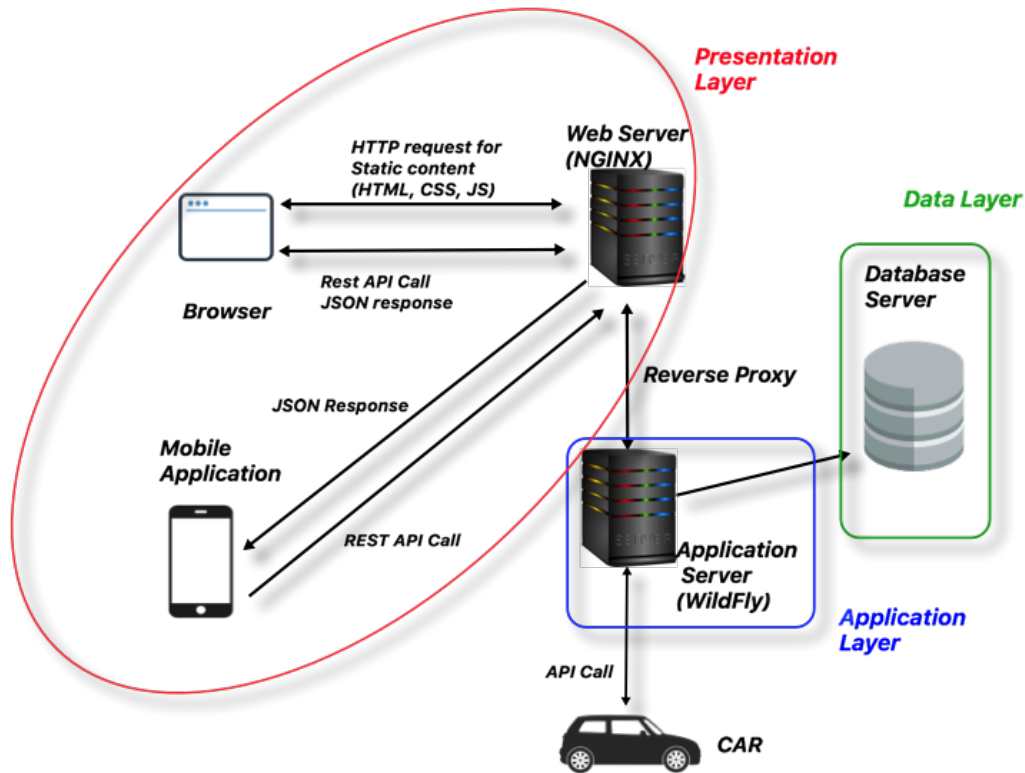 Presentation
Layer
Web Server
(NGINX)
HTTP request for
Static content
(HTML, CSS, JS)
Data Layer
Database
Server
Rest API Call
JSON response
Browser
Reverse Proxy
JSON Response
Mobile
Application
REST API Call
Application
Server
(WildFly)
Application
Layer
API Call
CAR